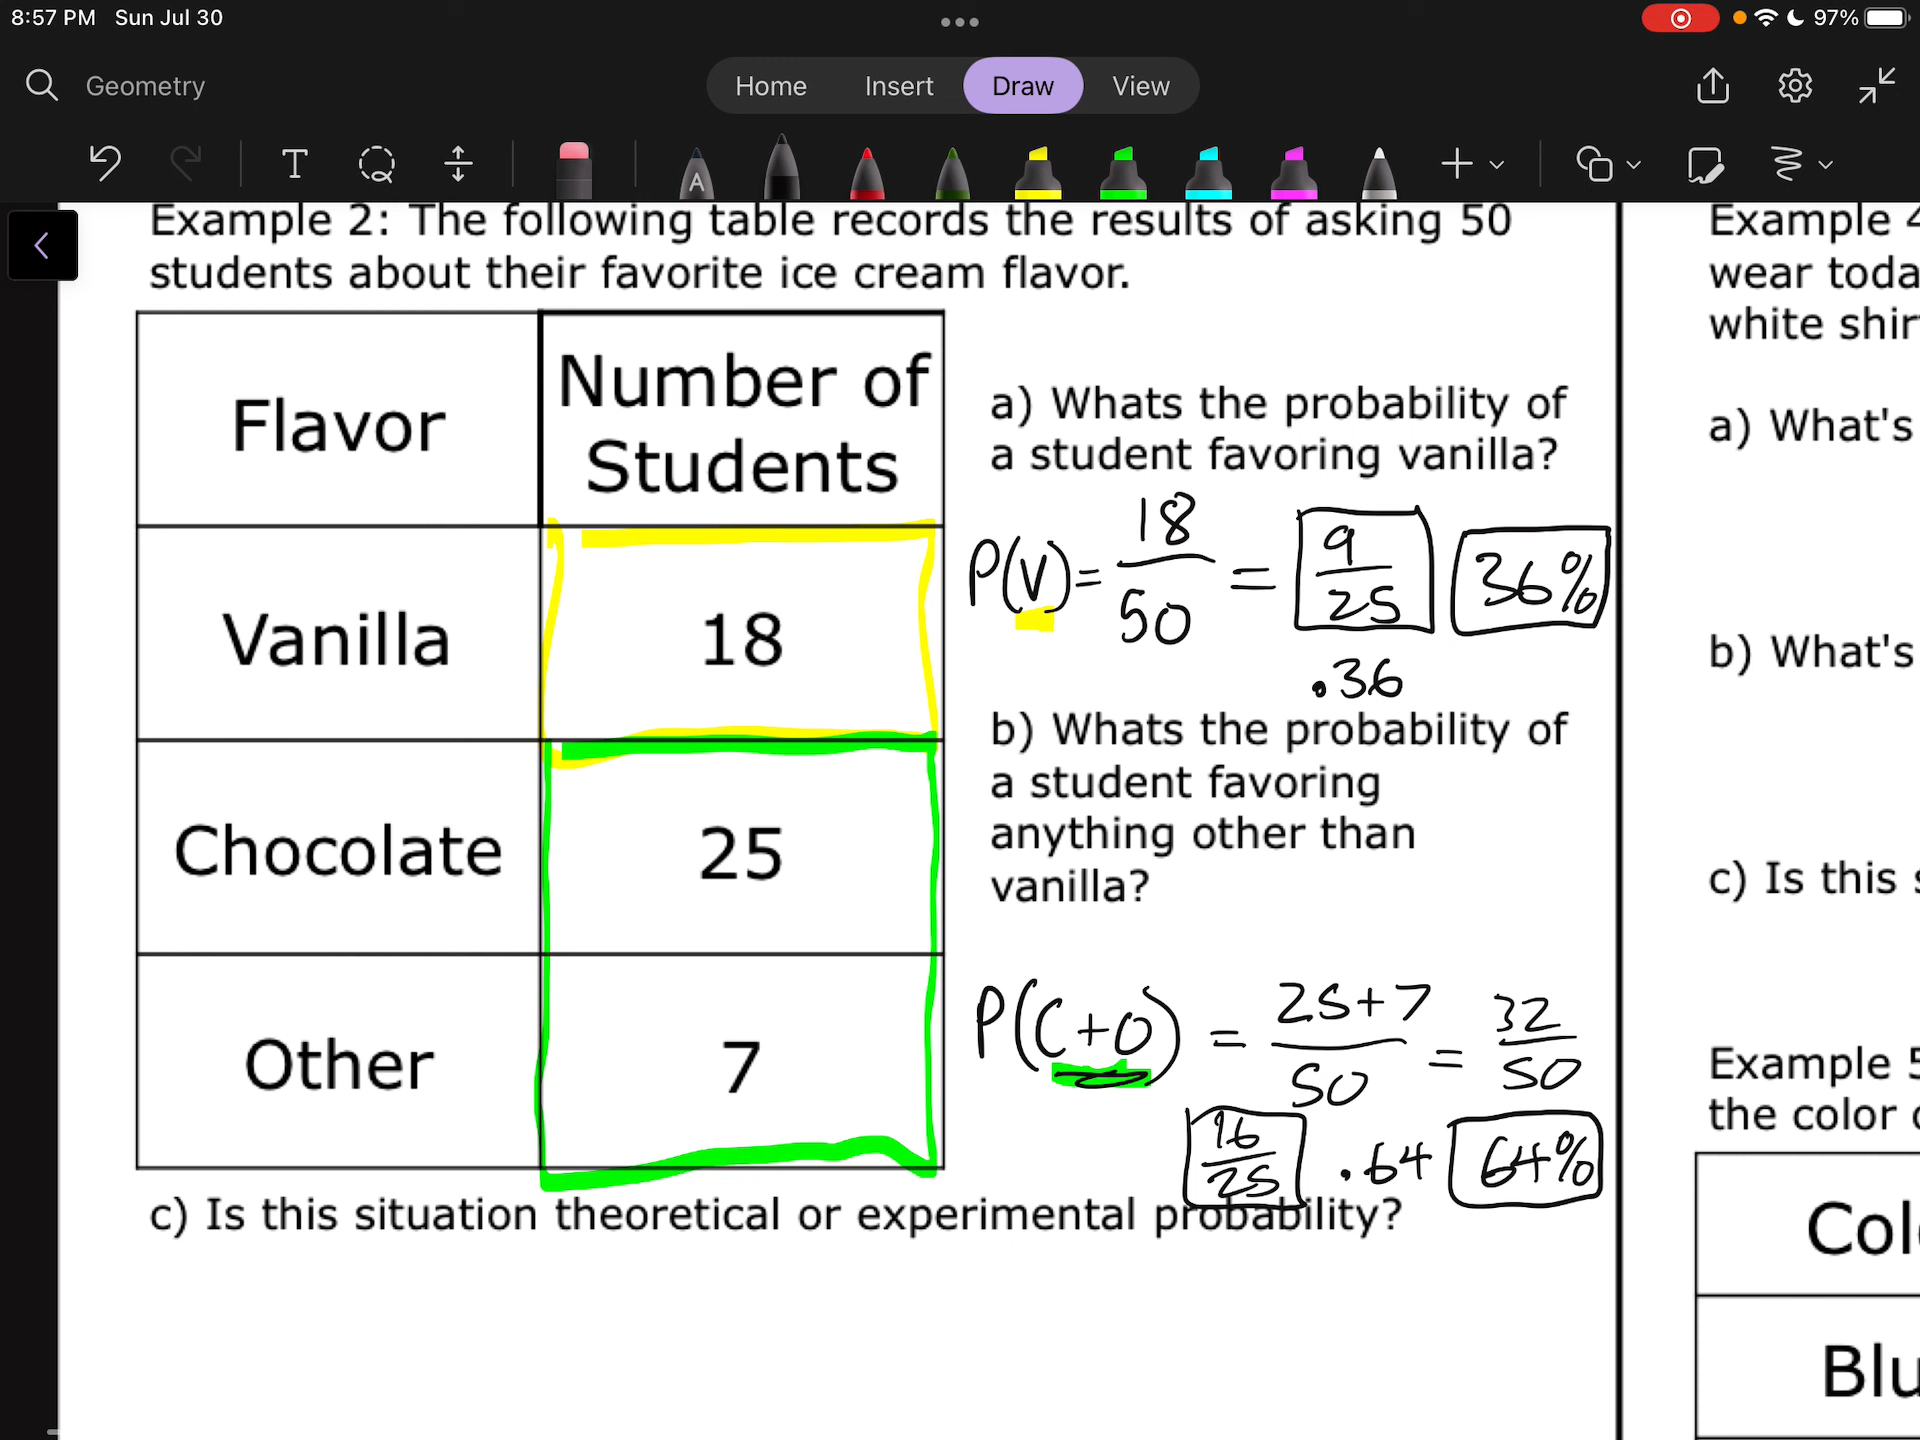 8:57 PM Sun Jul 30
97%
Geometry
Home Insert Draw View
T
A
Example 2: The following table records the results of asking 50
students about their favorite ice cream flavor.
Flavor
Number of
Students
Vanilla
18
Chocolate
25
Other
7
a) Whats the probability of
a student favoring vanilla?
P(V) = 18/50 = 9/25 36%
.36
b) Whats the probability of
a student favoring
anything other than
vanilla?
P(C+O) = 25+7/50 = 32/50
16/25 .64 64%
c) Is this situation theoretical or experimental probability?
Example 4
wear toda
white shir
a) What's
b) What's
c) Is this s
Example 5
the color o
Col
Blu